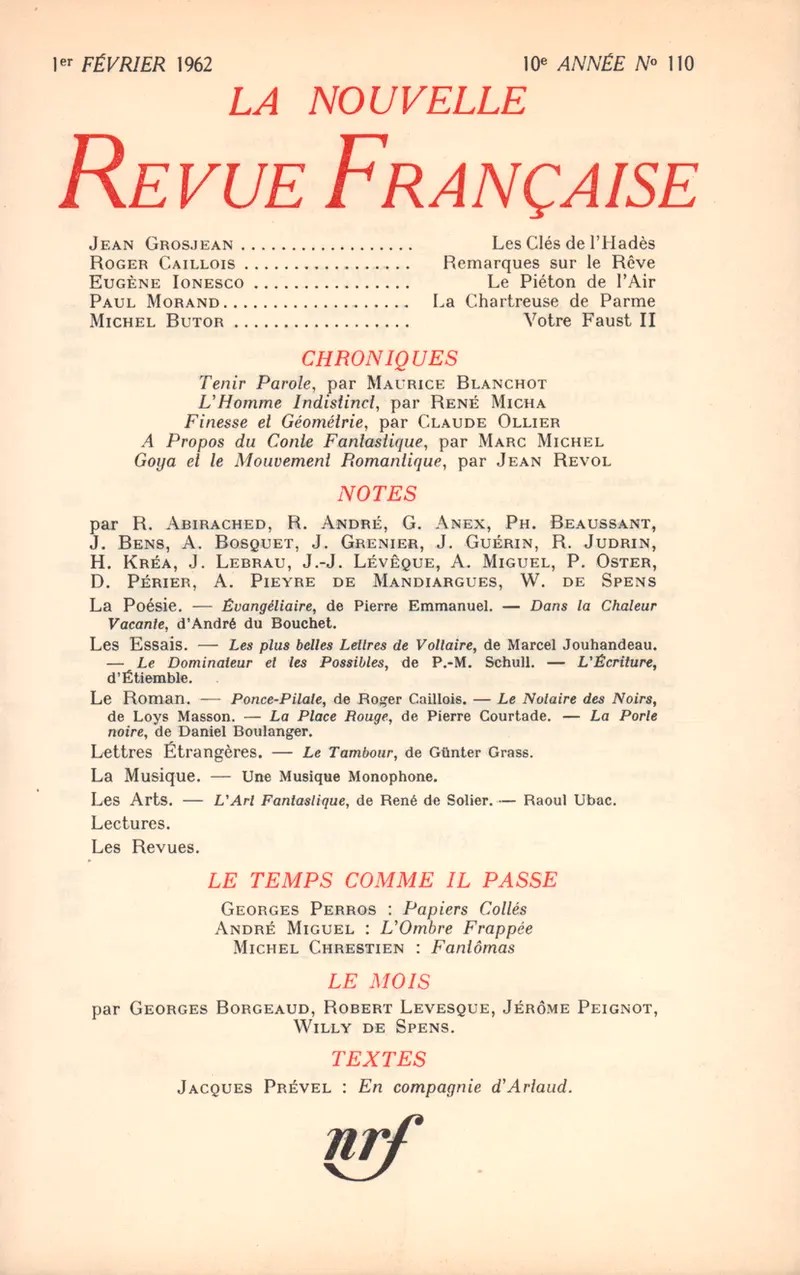 1er FÉVRIER 1962
10e ANNÉE No 110
LA NOUVELLE
REVUE FRANÇAISE
JEAN GROSJEAN .................. Les Clés de l'Hadès
ROGER CAILLOIS ................. Remarques sur le Rêve
EUGÈNE IONESCO ................ Le Piéton de l'Air
PAUL MORAND................... La Chartreuse de Parme
MICHEL BUTOR .................. Votre Faust II
CHRONIQUES
Tenir Parole, par MAURICE BLANCHOT
L'Homme Indistinct, par RENÉ MICHA
Finesse et Géométrie, par CLAUDE OLLIER
A Propos du Conte Fantastique, par MARC MICHEL
Goya et le Mouvement Romantique, par JEAN REVOL
NOTES
par R. ABIRACHED, R. ANDRÉ, G. ANEX, PH. BEAUSSANT,
J. BENS, A. BOSQUET, J. GRENIER, J. GUÉRIN, R. JUDRIN,
H. KRÉA, J. LEBRAU, J.-J. LÉVÊQUE, A. MIGUEL, P. OSTER,
D. PÉRIER, A. PIEYRE DE MANDIARGUES, W. DE SPENS
La Poésie. — Évangéliaire, de Pierre Emmanuel. — Dans la Chaleur
Vacante, d'André du Bouchet.
Les Essais. — Les plus belles Lettres de Voltaire, de Marcel Jouhandeau.
— Le Dominateur et les Possibles, de P.-M. Schull. — L'Écriture,
d'Étiemble.
Le Roman. — Ponce-Pilate, de Roger Caillois. — Le Notaire des Noirs,
de Loys Masson. — La Place Rouge, de Pierre Courtade. — La Porte
noire, de Daniel Boulanger.
Lettres Étrangères. — Le Tambour, de Günter Grass.
La Musique. — Une Musique Monophone.
Les Arts. — L'Art Fantastique, de René de Solier. — Raoul Ubac.
Lectures.
Les Revues.
LE TEMPS COMME IL PASSE
GEORGES PERROS : Papiers Collés
ANDRÉ MIGUEL : L'Ombre Frappée
MICHEL CHRESTIEN : Fantômas
LE MOIS
par GEORGES BORGEAUD, ROBERT LEVESQUE, JÉRÔME PEIGNOT,
WILLY DE SPENS.
TEXTES
JACQUES PRÉVEL : En compagnie d'Artaud.
nrf